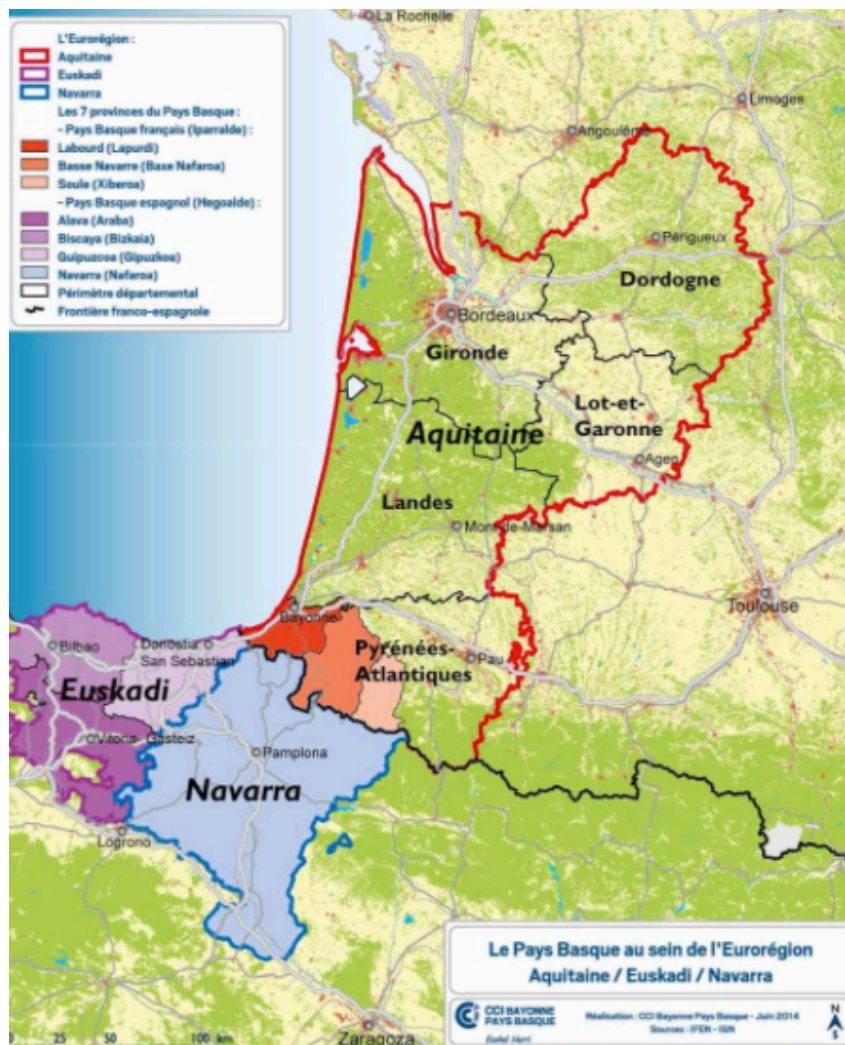 L'Eurorégion :
Aquitaine
Euskadi
Navarra
Les 7 provinces du Pays Basque :
- Pays Basque français (Iparralde) :
Labourd (Lapurdi)
Basse Navarre (Baxe Nafaroa)
Soule (Xiberoa)
- Pays Basque espagnol (Hegoalde) :
Alava (Araba)
Biscaya (Bizkaia)
Guipuzcoa (Gipuzkoa)
Navarra (Nafaroa)
Périmètre départemental
Frontière franco-espagnole
La Rochelle
Limoges
Angoulême
Périgueux
Dordogne
Bordeaux
Gironde
Lot-et-
Garonne
Aquitaine
Agen
Landes
Mont-de-Marsan
Toulouse
Bayonne
Pyrénées-
Atlantiques
Pau
Bilbao
Donostia
San Sebastian
Euskadi
Vitoria-Gasteiz
Pamplona
Navarra
Logrono
Zaragoza
0 25 50 100 km
Le Pays Basque au sein de l'Eurorégion
Aquitaine / Euskadi / Navarra
CCI BAYONNE
PAYS BASQUE
Euskal Herri
Réalisation : CCI Bayonne Pays Basque - Juin 2014
Sources : IFEN - IGN
N
S